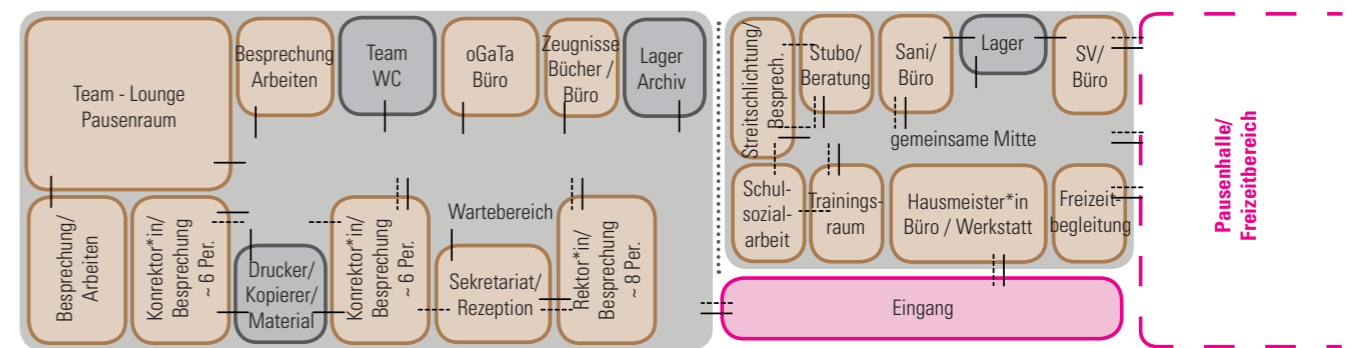 Team - Lounge
Pausenraum
Besprechung
Arbeiten
Team
WC
oGaTa
Büro
Zeugnisse
Bücher /
Büro
Lager
Archiv
Besprechung/
Arbeiten
Konrektor*in/
Besprechung
~ 6 Per.
Drucker/
Kopierer/
Material
Konrektor*in/
Besprechung
~ 6 Per.
Wartebereich
Sekretariat/
Rezeption
Rektor*in/
Besprechung
~ 8 Per.
Streitschlichtung/
Besprech.
Stubo/
Beratung
Sani/
Büro
Lager
SV/
Büro
gemeinsame Mitte
Schul-
sozial-
arbeit
Trainings-
raum
Hausmeister*in
Büro / Werkstatt
Freizeit
begleitung
Eingang
Pausenhalle/
Freizeitbereich